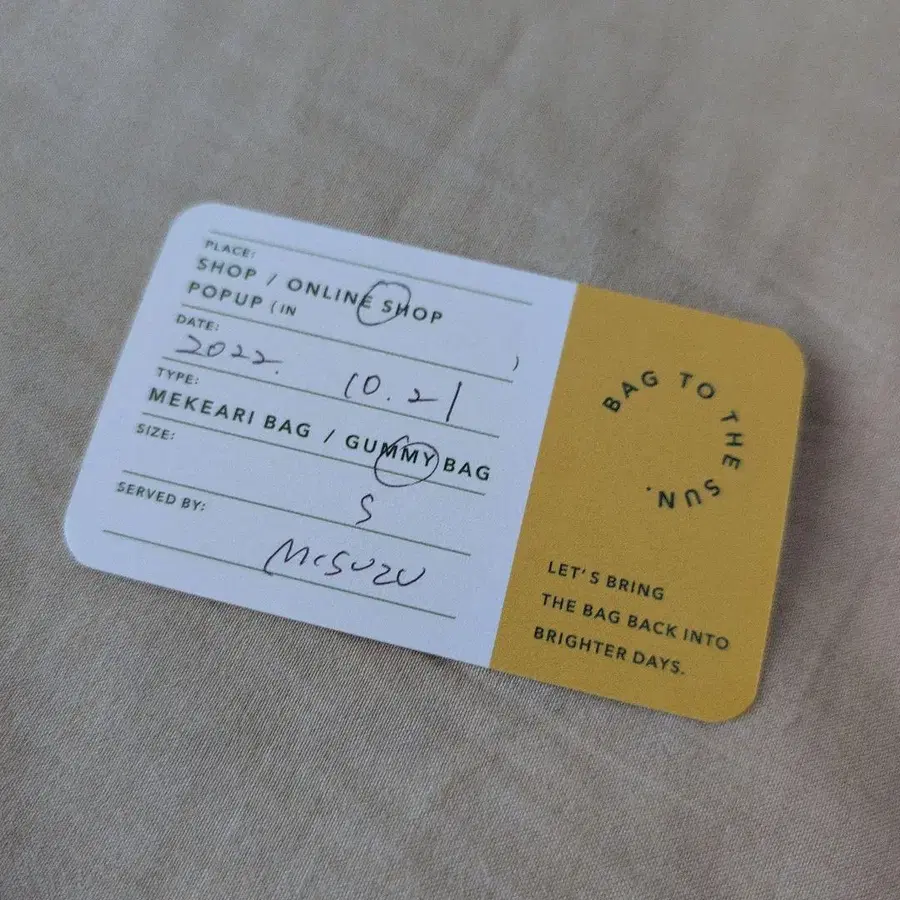 PLACE:
SHOP / ONLINE SHOP
POPUP (IN )
DATE:
2022. 10.21
TYPE:
MEKEARI BAG / GUMMY BAG
SIZE:
S
SERVED BY:
BAG TO THE SUN.
LET'S BRING
THE BAG BACK INTO
BRIGHTER DAYS.